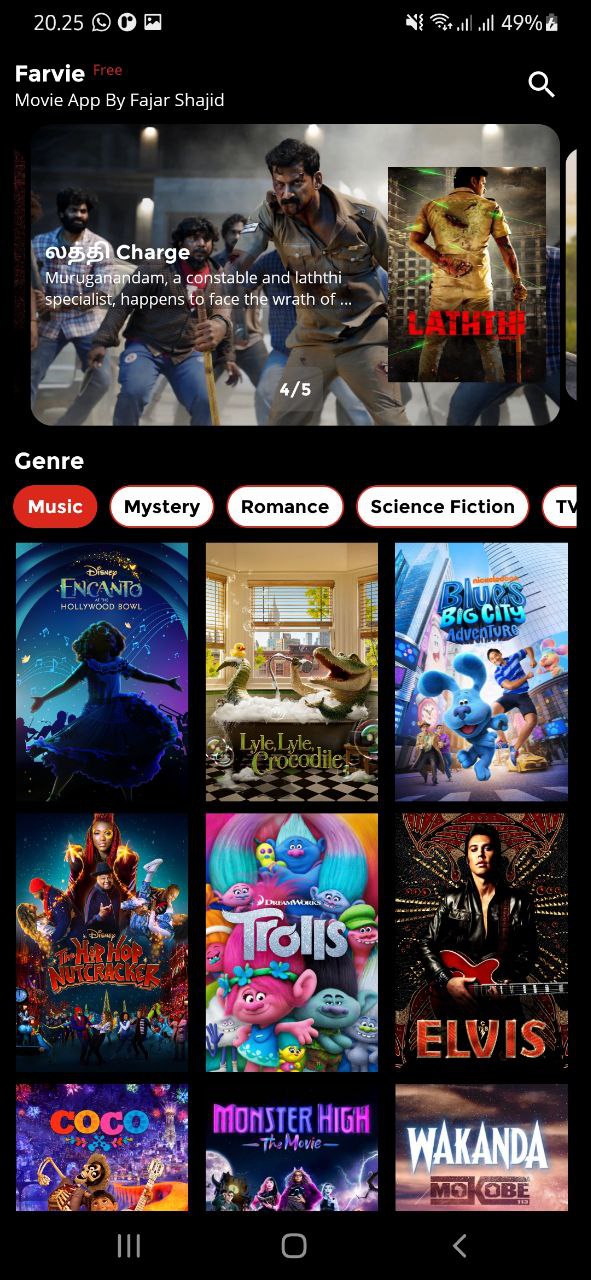 20.25
49%
Farvie Free
Movie App By Fajar Shajid
லத்தி Charge
Muruganandam, a constable and laththi
specialist, happens to face the wrath of ...
LATHTHI
4/5
Genre
Music
Mystery
Romance
Science Fiction
TV
Disney
ENCANTO
AT THE
HOLLYWOOD BOWL
Lyle, Lyle,
Crocodile
nickelodeon
Blue's
BIG CITY
Adventure
Disney
The HIP HOP
NUTCRACKER
DREAMWORKS
Trolls
ELVIS
COCO
MONSTER HIGH
The Movie
WAKANDA
MOKOBE
113